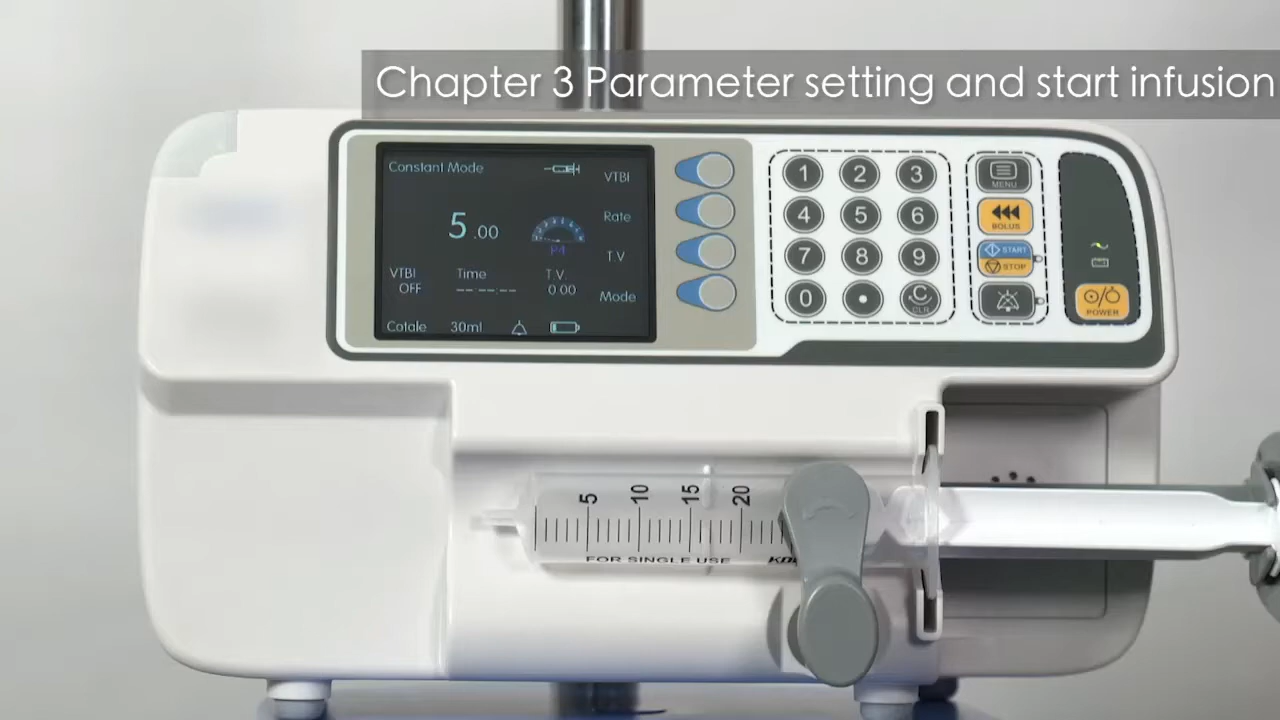 Chapter 3 Parameter setting and start infusion
Constant Mode
VTBI
5.00
Rate
P4
T.V
VTBI
Time
T.V.
OFF
--:--:--
0.00
Mode
Catale
30ml
1
2
3
4
5
6
7
8
9
0
.
C
CLR
MENU
BOLUS
START
STOP
POWER
5
10
15
20
FOR SINGLE USE